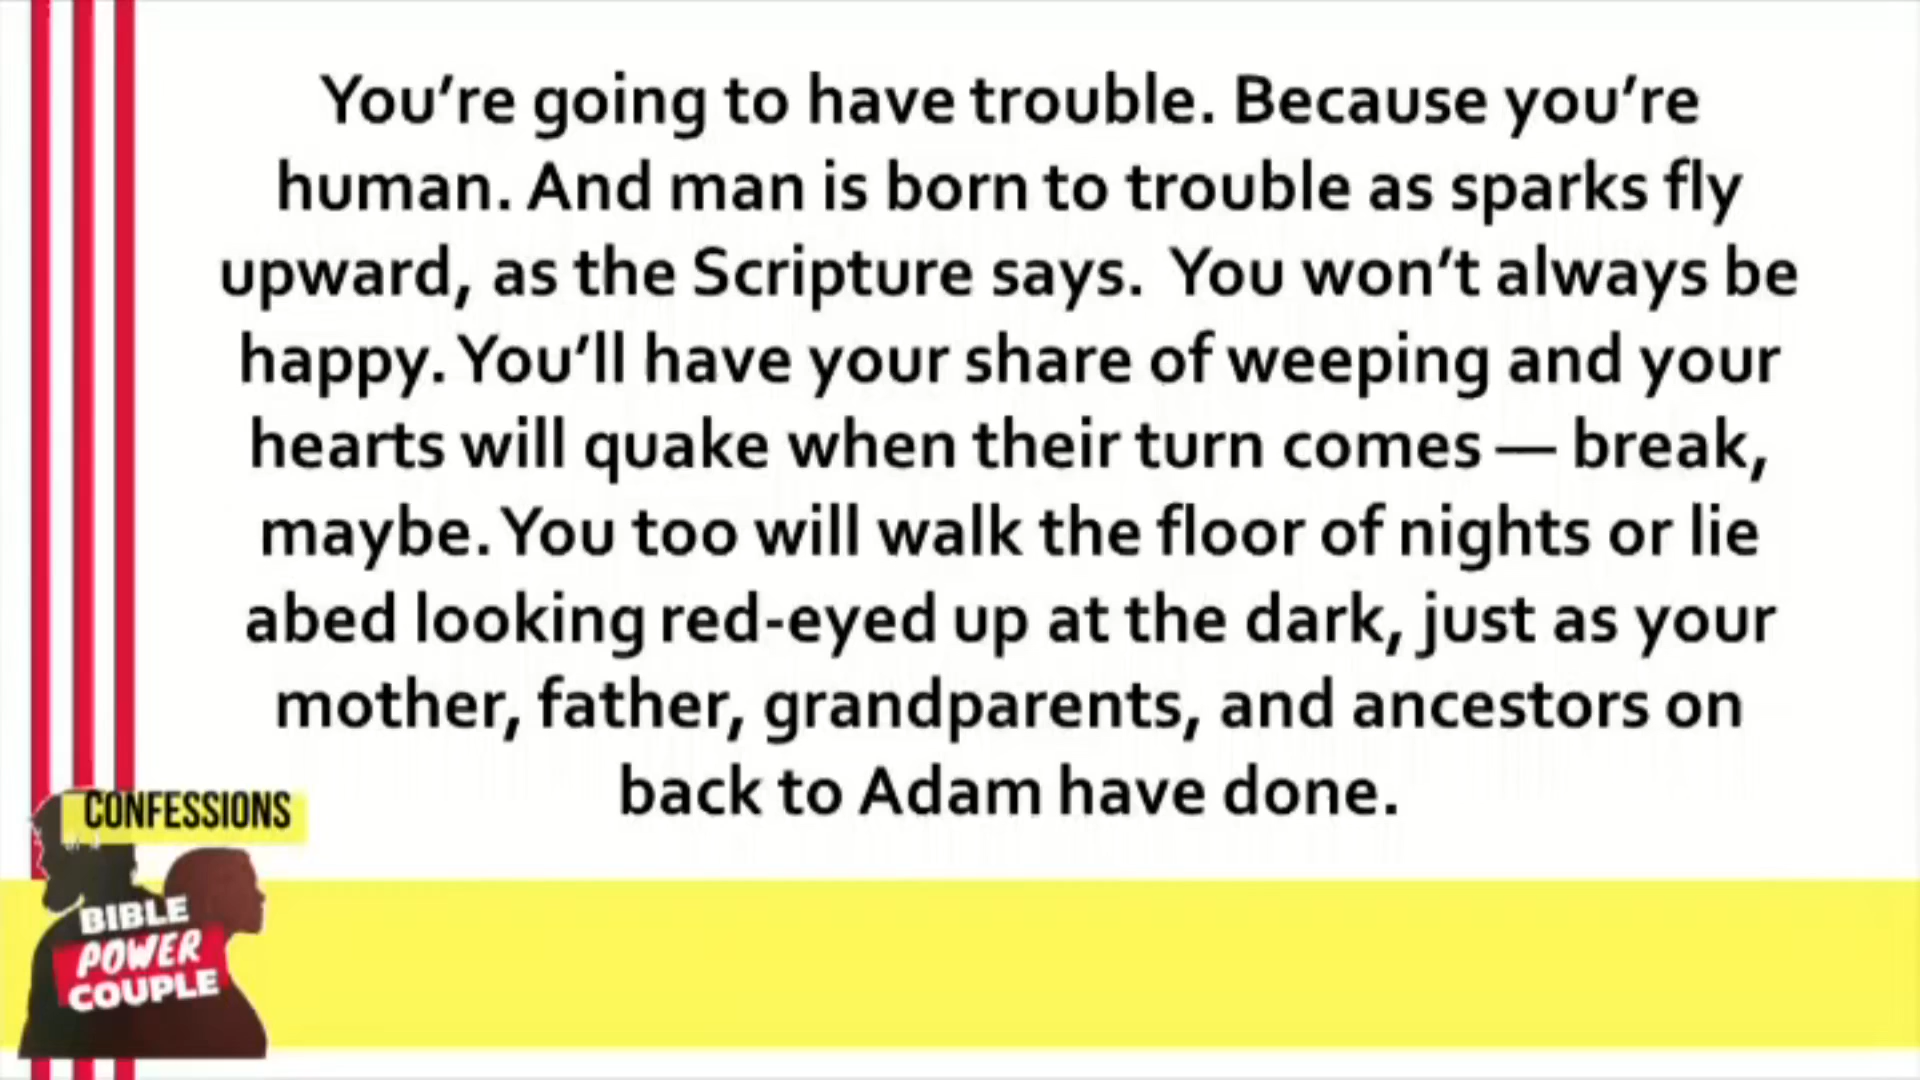 You’re going to have trouble. Because you’re
human. And man is born to trouble as sparks fly
upward, as the Scripture says.  You won’t always be
happy. You’ll have your share of weeping and your
hearts will quake when their turn comes — break,
maybe. You too will walk the floor of nights or lie
abed looking red-eyed up at the dark, just as your
mother, father, grandparents, and ancestors on
back to Adam have done.
CONFESSIONS
BIBLE
POWER
COUPLE